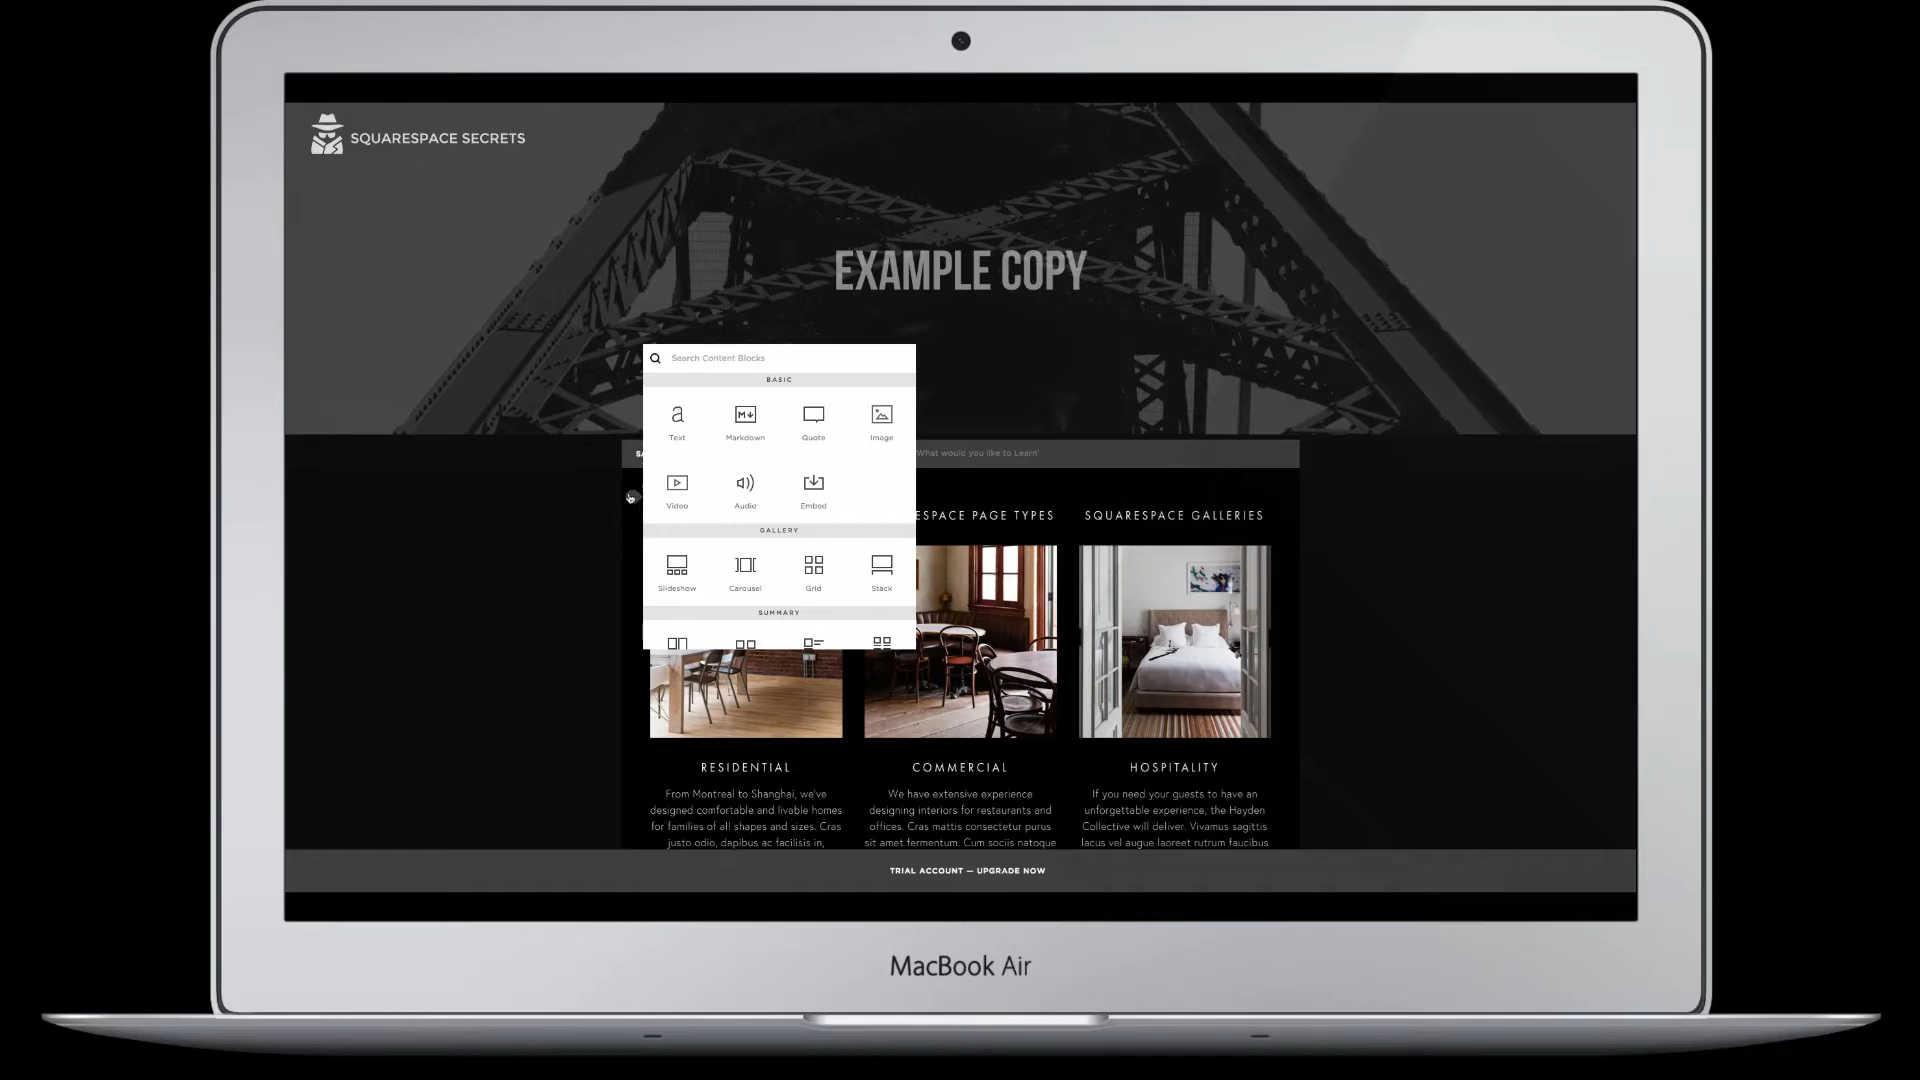 SQUARESPACE SECRETS
EXAMPLE COPY
Search Content Blocks
BASIC
Text Markdown Quote Image
Video Audio Embed
GALLERY
Slideshow Carousel Grid Stack
SUMMARY
What would you like to Learn'
ESPACE PAGE TYPES
SQUARESPACE GALLERIES
RESIDENTIAL
From Montreal to Shanghai, we've
designed comfortable and livable homes
for families of all shapes and sizes. Cras
justo odio, dapibus ac facilisis in,
COMMERCIAL
We have extensive experience
designing interiors for restaurants and
offices. Cras mattis consectetur purus
sit amet fermentum. Cum sociis natoque
HOSPITALITY
If you need your guests to have an
unforgettable experience, the Hayden
Collective will deliver. Vivamus sagittis
lacus vel augue laoreet rutrum faucibus
TRIAL ACCOUNT — UPGRADE NOW
MacBook Air